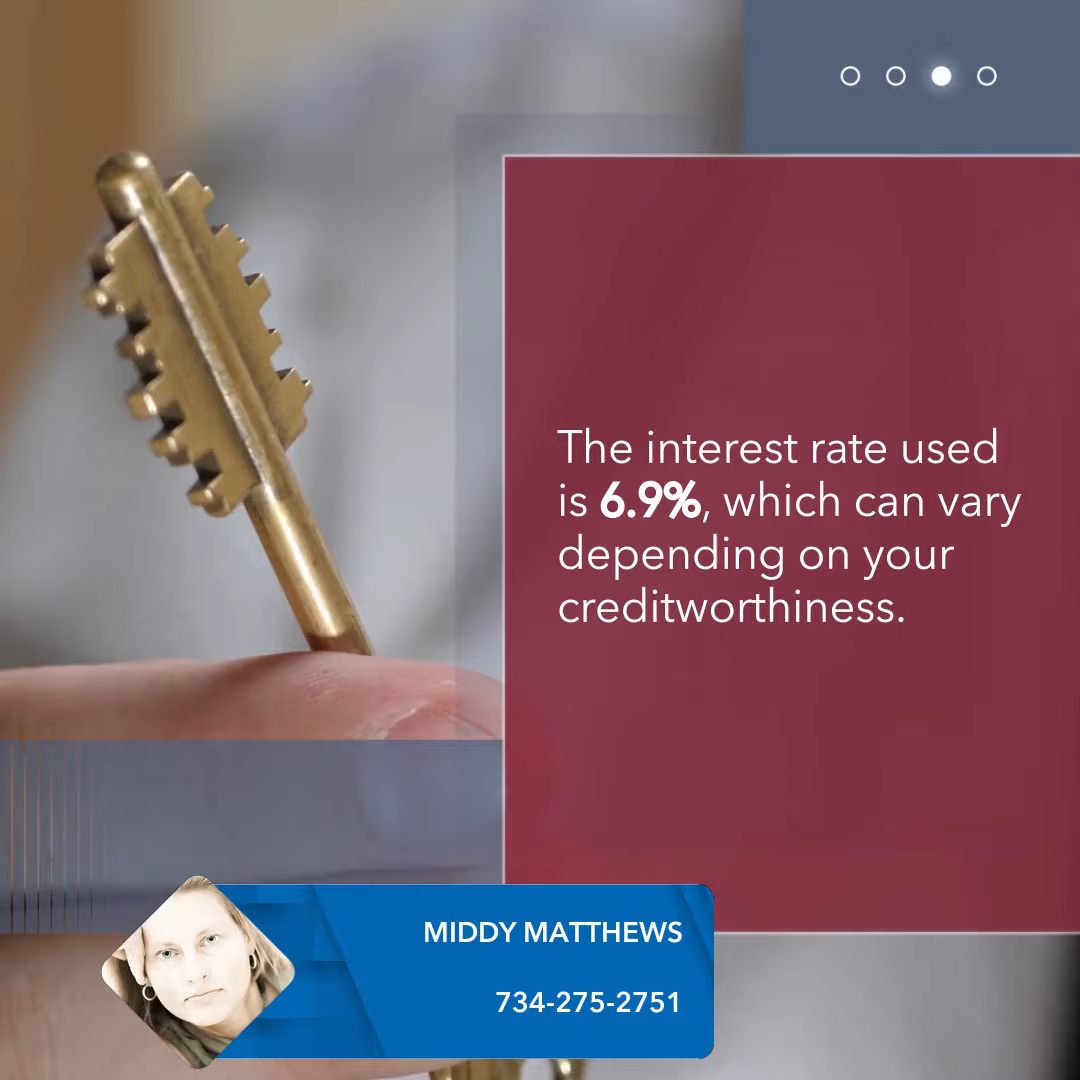 The interest rate used
is 6.9%, which can vary
depending on your
creditworthiness.
MIDDY MATTHEWS
734-275-2751